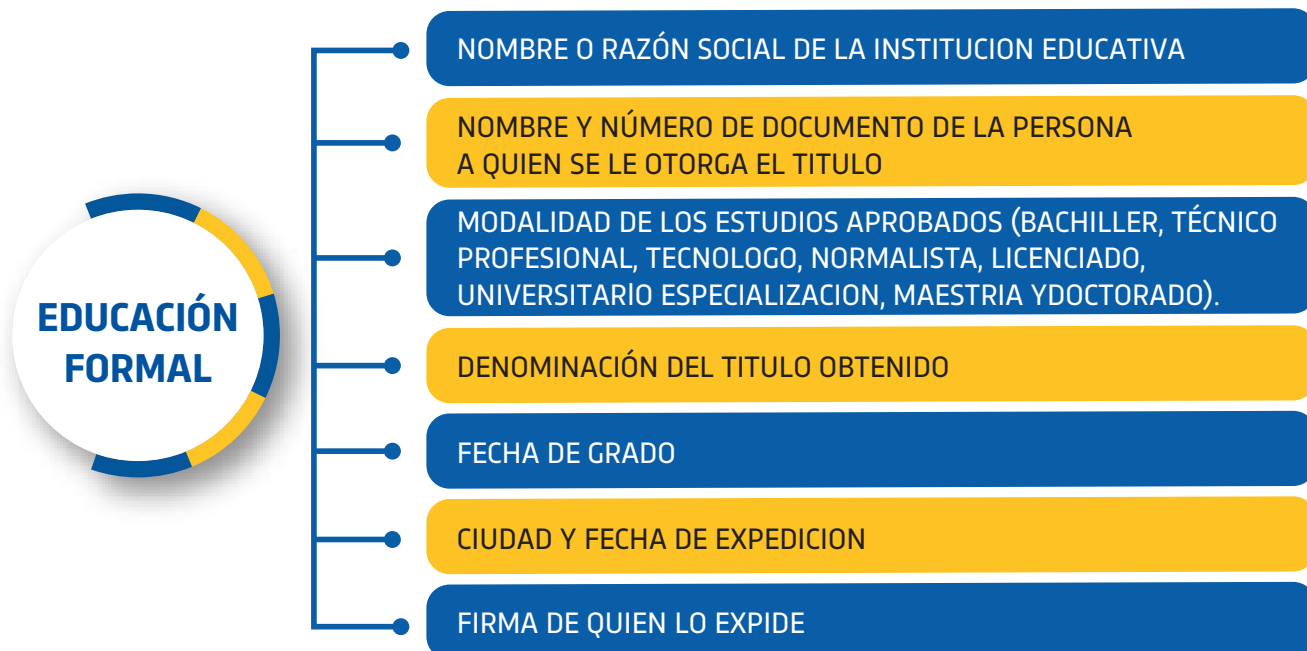 EDUCACIÓN
FORMAL
NOMBRE O RAZÓN SOCIAL DE LA INSTITUCION EDUCATIVA
NOMBRE Y NÚMERO DE DOCUMENTO DE LA PERSONA
A QUIEN SE LE OTORGA EL TITULO
MODALIDAD DE LOS ESTUDIOS APROBADOS (BACHILLER, TÉCNICO
PROFESIONAL, TECNOLOGO, NORMALISTA, LICENCIADO,
UNIVERSITARlO ESPECIALIZACION, MAESTRIA YDOCTORADO).
DENOMINACIÓN DEL TITULO OBTENIDO
FECHA DE GRADO
CIUDAD Y FECHA DE EXPEDICION
FIRMA DE QUIEN LO EXPIDE